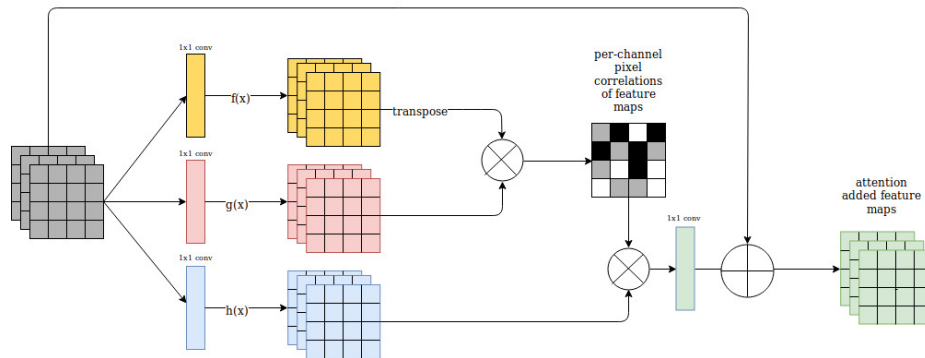 1x1 conv
f(x)
transpose
per-channel
pixel
correlations
of feature
maps
1x1 conv
g(x)
1x1 conv
h(x)
1x1 conv
attention
added feature
maps